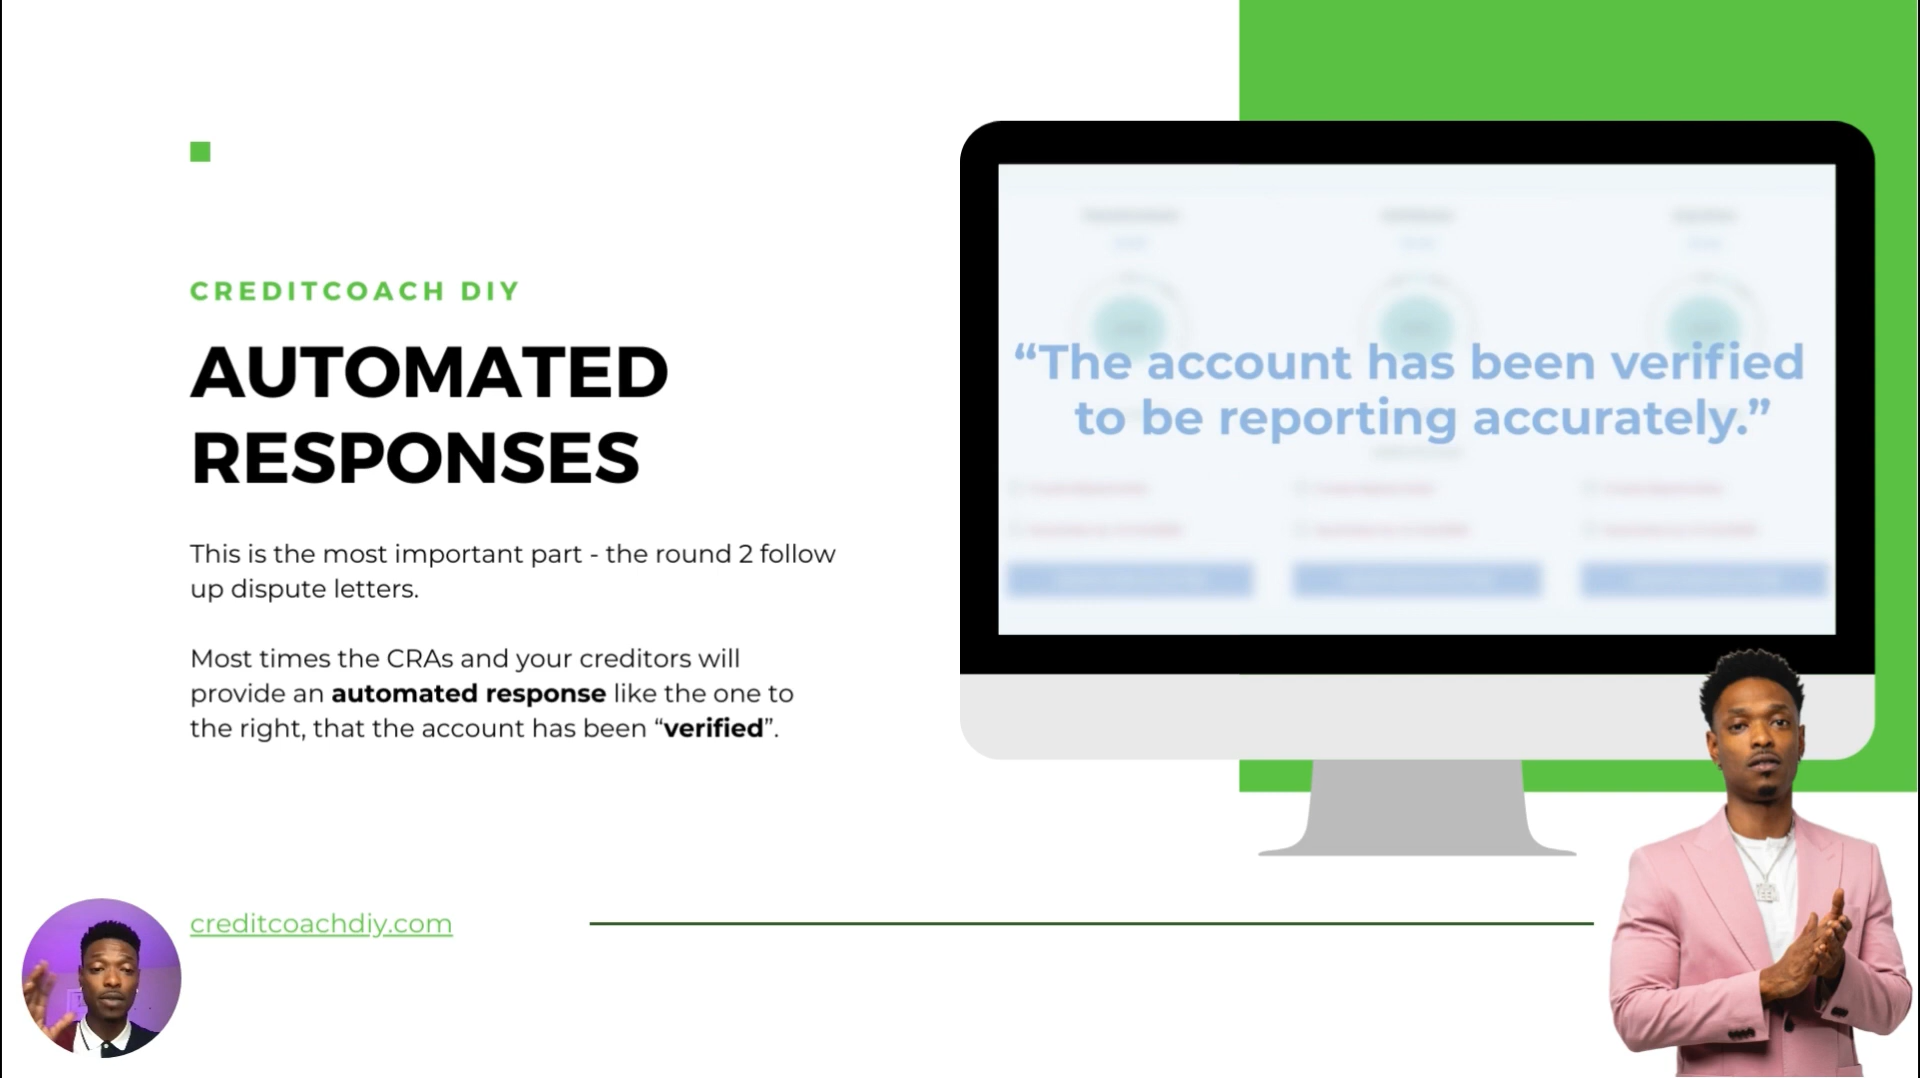 CREDITCOACH DIY
AUTOMATED
RESPONSES
This is the most important part - the round 2 follow
up dispute letters.
Most times the CRAs and your creditors will
provide an automated response like the one to
the right, that the account has been “verified”.
creditcoachdiy.com
“The account has been verified
to be reporting accurately.”